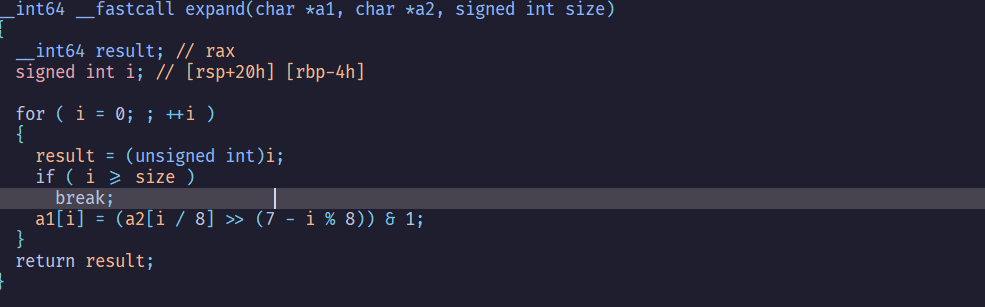 __int64 __fastcall expand(char *a1, char *a2, signed int size)
{
__int64 result; // rax
signed int i; // [rsp+20h] [rbp-4h]
for ( i = 0; ; ++i )
{
result = (unsigned int)i;
if ( i >= size )
break;
a1[i] = (a2[i / 8] >> (7 - i % 8)) & 1;
}
return result;
}